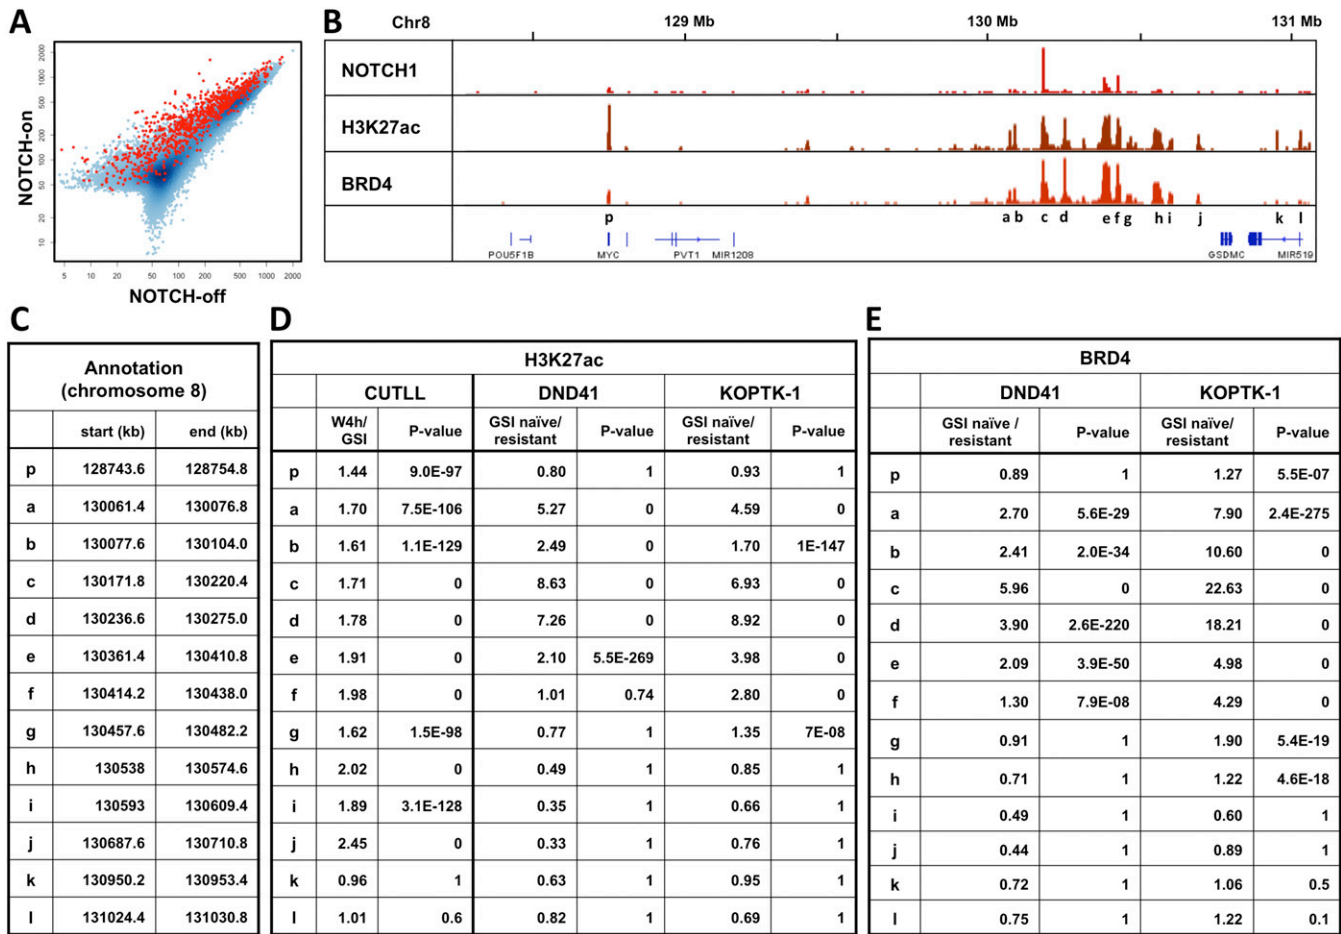 A
2000
1000
500
200
100
50
20
10
NOTCH-on
5 10 20 50 100 200 500 1000 2000
NOTCH-off
B
Chr8 129 Mb 130 Mb 131 Mb
NOTCH1
H3K27ac
BRD4
p a b c d e f g h i j k l
POU5F1B MYC PVT1 MIR1208 GSDMC MIR519
C
Annotation
(chromosome 8)
start (kb) end (kb)
p 128743.6 128754.8
a 130061.4 130076.8
b 130077.6 130104.0
c 130171.8 130220.4
d 130236.6 130275.0
e 130361.4 130410.8
f 130414.2 130438.0
g 130457.6 130482.2
h 130538 130574.6
i 130593 130609.4
j 130687.6 130710.8
k 130950.2 130953.4
l 131024.4 131030.8
D
H3K27ac
CUTLL DND41 KOPTK-1
W4h/ GSI naïve/ GSI naïve/
GSI P-value resistant P-value resistant P-value
p 1.44 9.0E-97 0.80 1 0.93 1
a 1.70 7.5E-106 5.27 0 4.59 0
b 1.61 1.1E-129 2.49 0 1.70 1E-147
c 1.71 0 8.63 0 6.93 0
d 1.78 0 7.26 0 8.92 0
e 1.91 0 2.10 5.5E-269 3.98 0
f 1.98 0 1.01 0.74 2.80 0
g 1.62 1.5E-98 0.77 1 1.35 7E-08
h 2.02 0 0.49 1 0.85 1
i 1.89 3.1E-128 0.35 1 0.66 1
j 2.45 0 0.33 1 0.76 1
k 0.96 1 0.63 1 0.95 1
l 1.01 0.6 0.82 1 0.69 1
E
BRD4
DND41 KOPTK-1
GSI naïve / GSI naïve/
resistant P-value resistant P-value
p 0.89 1 1.27 5.5E-07
a 2.70 5.6E-29 7.90 2.4E-275
b 2.41 2.0E-34 10.60 0
c 5.96 0 22.63 0
d 3.90 2.6E-220 18.21 0
e 2.09 3.9E-50 4.98 0
f 1.30 7.9E-08 4.29 0
g 0.91 1 1.90 5.4E-19
h 0.71 1 1.22 4.6E-18
i 0.49 1 0.60 1
j 0.44 1 0.89 1
k 0.72 1 1.06 0.5
l 0.75 1 1.22 0.1